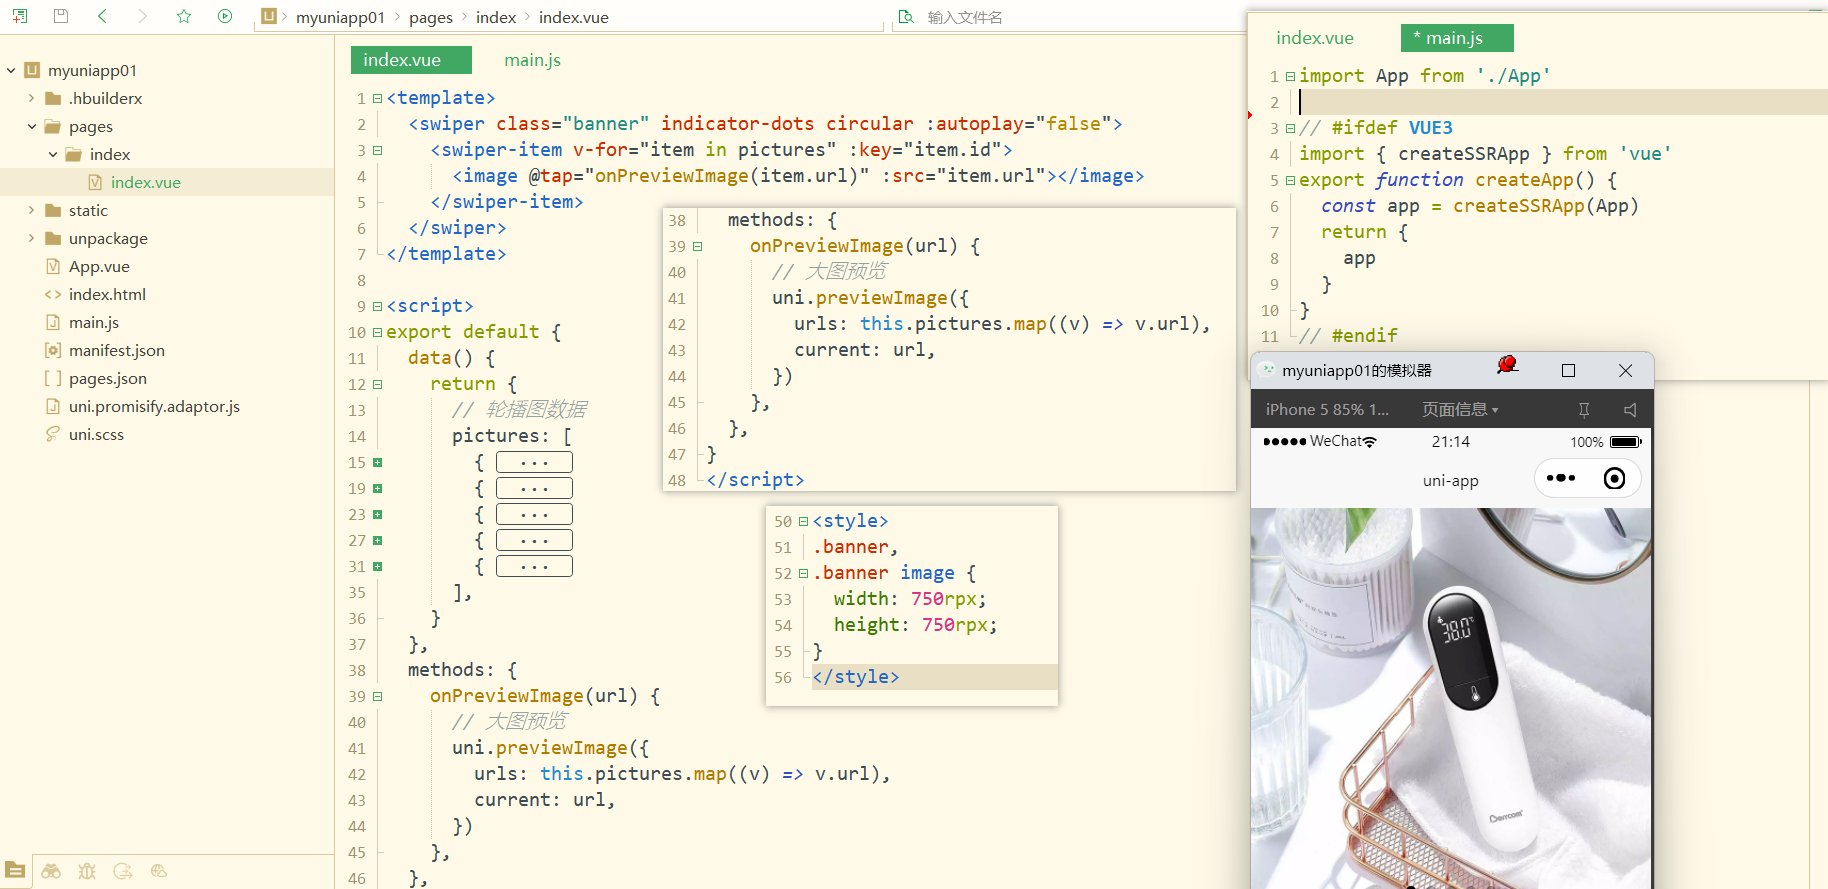 myuniapp01 pages index index.vue
输入文件名
myuniapp01
.hbuilderx
pages
index
index.vue
static
unpackage
App.vue
index.html
main.js
manifest.json
pages.json
uni.promisify.adaptor.js
uni.scss
index.vue main.js
1 <template>
2 <swiper class="banner" indicator-dots circular :autoplay="false">
3 <swiper-item v-for="item in pictures" :key="item.id">
4 <image @tap="onPreviewImage(item.url)" :src="item.url"></image>
5 </swiper-item>
6 </swiper>
7 </template>
8
9 <script>
10 export default {
11 data() {
12 return {
13 // 轮播图数据
14 pictures: [
15 { ...
19 { ...
23 { ...
27 { ...
31 { ...
35 ],
36 }
37 },
38 methods: {
39 onPreviewImage(url) {
40 // 大图预览
41 uni.previewImage({
42 urls: this.pictures.map((v) => v.url),
43 current: url,
44 })
45 },
46 },
38 methods: {
39 onPreviewImage(url) {
40 // 大图预览
41 uni.previewImage({
42 urls: this.pictures.map((v) => v.url),
43 current: url,
44 })
45 },
46 },
47 }
48 </script>
50 <style>
51 .banner,
52 .banner image {
53 width: 750rpx;
54 height: 750rpx;
55 }
56 </style>
index.vue * main.js
1 import App from './App'
2
3 // #ifdef VUE3
4 import { createSSRApp } from 'vue'
5 export function createApp() {
6 const app = createSSRApp(App)
7 return {
8 app
9 }
10 }
11 // #endif
myuniapp01的模拟器
iPhone 5 85% 1... 页面信息
WeChat 21:14 100%
uni-app
38.0℃
Berrcom